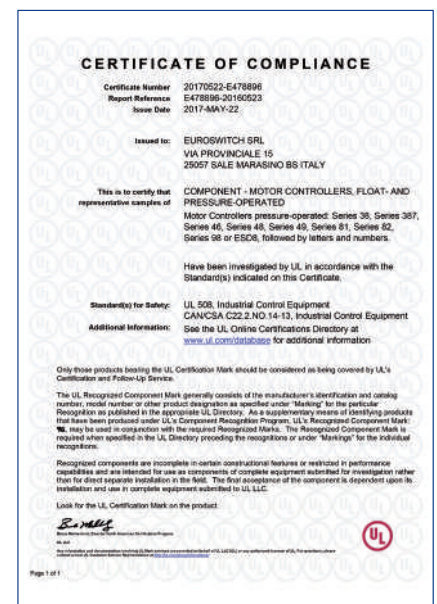 CERTIFICATE OF COMPLIANCE
Certificate Number 20170522-E478896
Report Reference E478896-20160523
Issue Date 2017-MAY-22
Issued to: EUROSWITCH SRL
VIA PROVINCIALE 15
25057 SALE MARASINO BS ITALY
This is to certify that COMPONENT - MOTOR CONTROLLERS, FLOAT- AND
representative samples of PRESSURE-OPERATED
Motor Controllers pressure-operated: Series 38, Series 387,
Series 46, Series 48, Series 49, Series 81, Series 82,
Series 98 or ESD8, followed by letters and numbers.
Have been investigated by UL in accordance with the
Standard(s) indicated on this Certificate.
Standard(s) for Safety: UL 508, Industrial Control Equipment
CAN/CSA C22.2.NO.14-13, Industrial Control Equipment
Additional Information: See the UL Online Certifications Directory at
www.ul.com/database for additional information
Only those products bearing the UL Certification Mark should be considered as being covered by UL's
Certification and Follow-Up Service.
The UL Recognized Component Mark generally consists of the manufacturer's identification and catalog
number, model number or other product designation as specified under "Marking" for the particular
Recognition as published in the appropriate UL Directory. As a supplementary means of identifying products
that have been produced under UL's Component Recognition Program, UL's Recognized Component Mark:
may be used in conjunction with the required Recognized Marks. The Recognized Component Mark is
required when specified in the UL Directory preceding the recognitions or under "Markings" for the individual
recognitions.
Recognized components are incomplete in certain constructional features or restricted in performance
capabilities and are intended for use as components of complete equipment submitted for investigation rather
than for direct separate installation in the field. The final acceptance of the component is dependent upon its
installation and use in complete equipment submitted to UL LLC.
Look for the UL Certification Mark on the product.
UL
Page 1 of 1